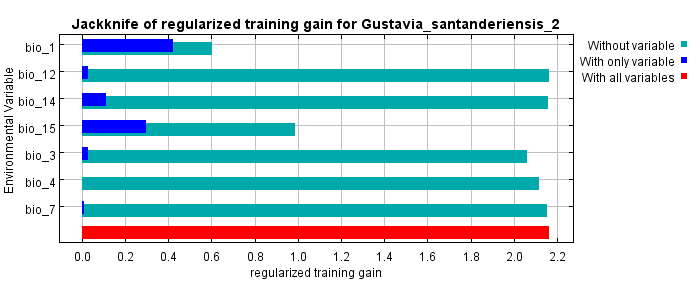 Jackknife of regularized training gain for Gustavia_santanderiensis_2
Without variable
With only variable
With all variables
Environmental Variable
bio_1
bio_12
bio_14
bio_15
bio_3
bio_4
bio_7
0.0 0.2 0.4 0.6 0.8 1.0 1.2 1.4 1.6 1.8 2.0 2.2
regularized training gain